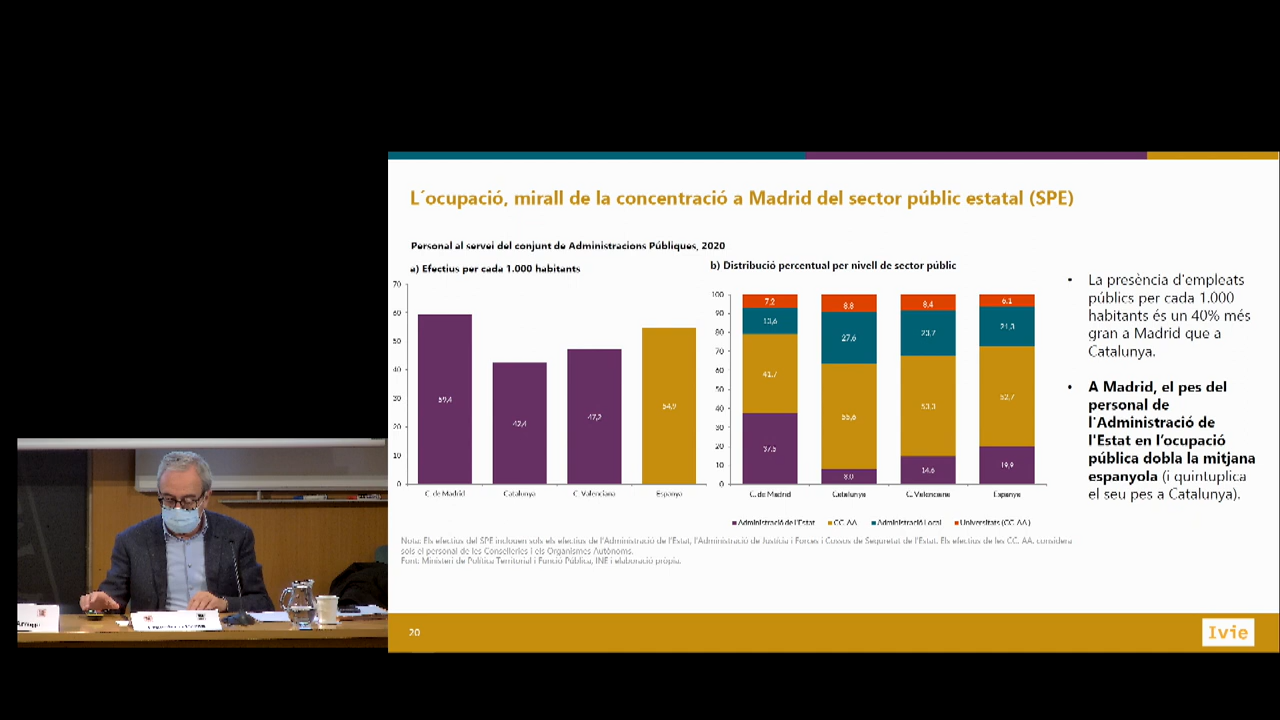 L´ocupació, mirall de la concentració a Madrid del sector públic estatal (SPE)
Personal al servei del conjunt de Administracions Públiques, 2020
a) Efectius per cada 1.000 habitants
70
60
50
40
30
20
10
0
59,4
42,4
47,2
54,9
C. de Madrid
Catalunya
C. Valenciana
Espanya
b) Distribució percentual per nivell de sector públic
100
90
80
70
60
50
40
30
20
10
0
7,2
13,6
41,7
37,5
8,8
27,6
55,6
8,0
8,4
23,7
53,3
14,6
6,1
21,3
52,7
19,9
C. de Madrid
Catalunya
C. Valenciana
Espanya
Administració de l'Estat
CC. AA
Administració Local
Universitats (CC. AA.)
• La presència d'empleats
públics per cada 1.000
habitants és un 40% més
gran a Madrid que a
Catalunya.
• A Madrid, el pes del
personal de
l'Administració de
l'Estat en l'ocupació
pública dobla la mitjana
espanyola (i quintuplica
el seu pes a Catalunya).
Nota: Els efectius del SPE inclouen sols els efectius de l'Administració de l'Estat, l'Administració de Justícia i Forces i Cossos de Seguretat de l'Estat. Els efectius de les CC. AA. considera
sols el personal de les Conselleries i els Organismes Autònoms.
Font: Ministeri de Política Territorial i Funció Pública, INE i elaboració pròpia.
20
Ivie